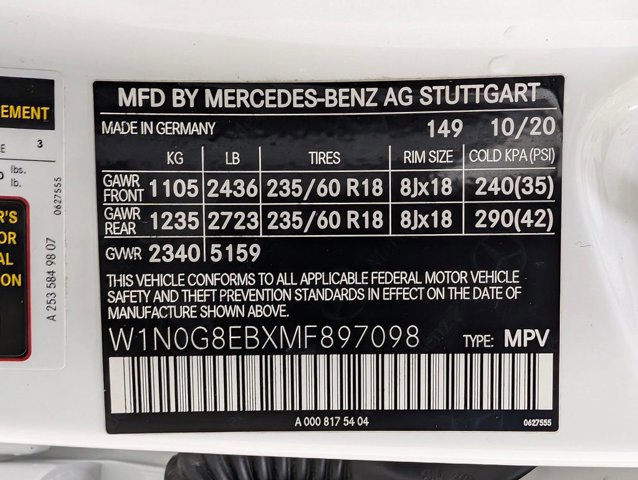 MFD BY MERCEDES-BENZ AG STUTTGART
MADE IN GERMANY 149 10/20
KG LB TIRES RIM SIZE COLD KPA(PSI)
GAWR FRONT 1105 2436 235/60 R18 8Jx18 240(35)
GAWR REAR 1235 2723 235/60 R18 8Jx18 290(42)
GVWR 2340 5159
THIS VEHICLE CONFORMS TO ALL APPLICABLE FEDERAL MOTOR VEHICLE
SAFETY AND THEFT PREVENTION STANDARDS IN EFFECT ON THE DATE OF
MANUFACTURE SHOWN ABOVE.
W1N0G8EBXMF897098 TYPE: MPV
A 000 817 54 04
0627555
EMENT
E 3
lbs.
lb.
R'S
OR
AL
ION
0627555
A 253 584 98 07